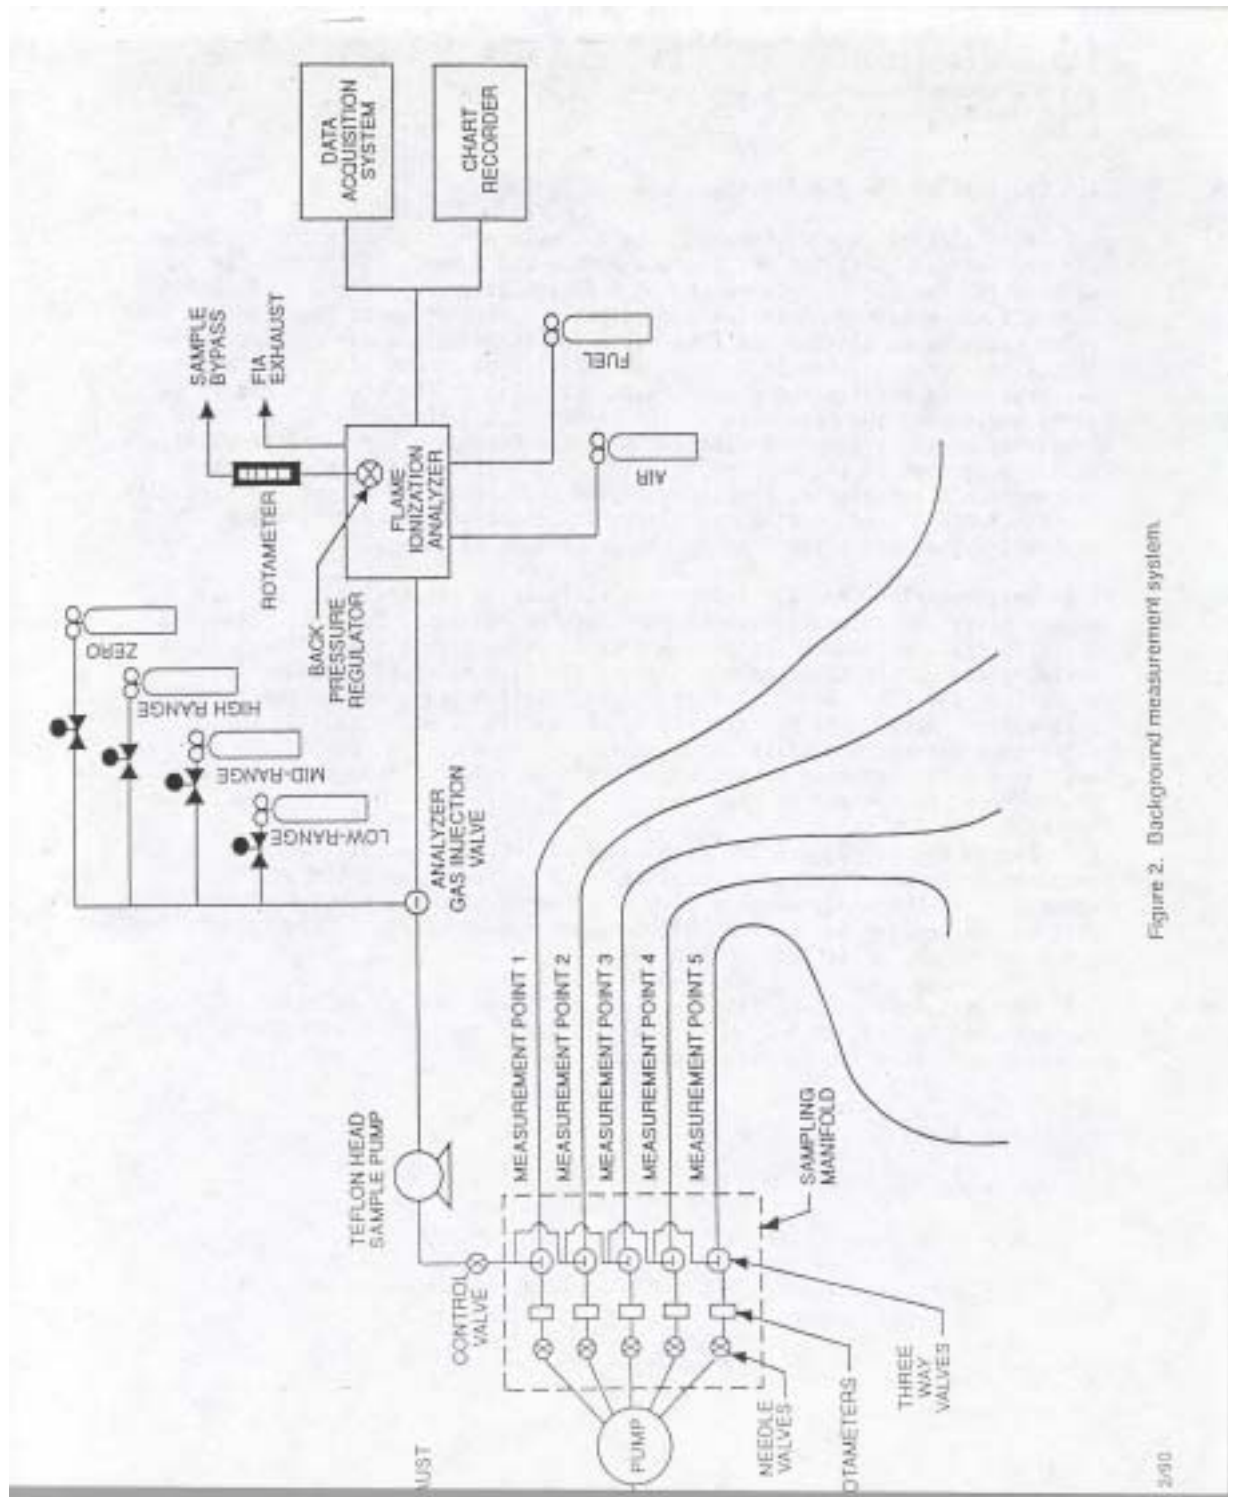 DATA
ACQUISITION
SYSTEM
CHART
RECORDER
SAMPLE
BYPASS
FIA
EXHAUST
FUEL
AIR
ROTAMETER
FLAME
IONIZATION
ANALYZER
BACK
PRESSURE
REGULATOR
ZERO
HIGH RANGE
MID-RANGE
LOW-RANGE
ANALYZER
GAS INJECTION
VALVE
MEASUREMENT POINT 1
MEASUREMENT POINT 2
MEASUREMENT POINT 3
MEASUREMENT POINT 4
MEASUREMENT POINT 5
TEFLON HEAD
SAMPLE PUMP
SAMPLING
MANIFOLD
CONTROL
VALVE
THREE
WAY
VALVES
OTAMETERS
NEEDLE
VALVES
PUMP
AUST
Figure 2. Background measurement system.
2/90